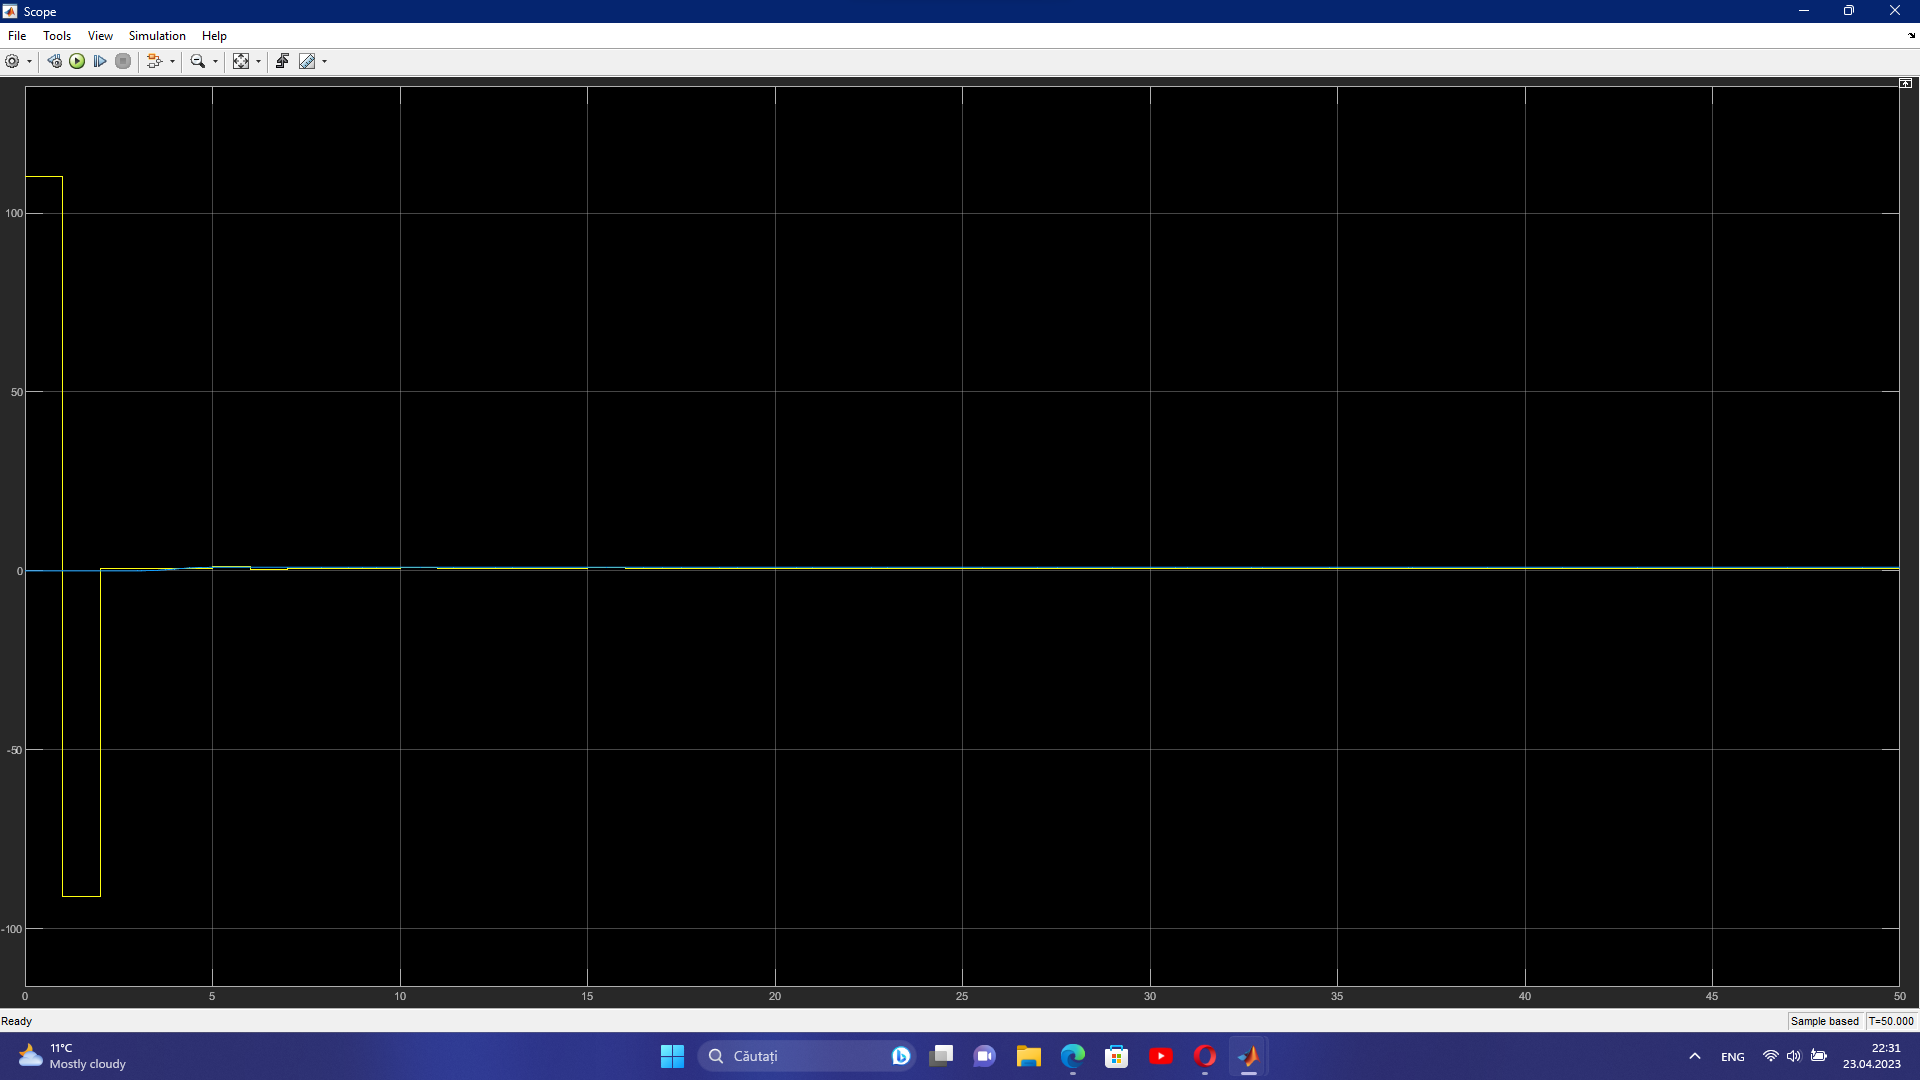 Scope
File Tools View Simulation Help
100
50
0
-50
-100
0 5 10 15 20 25 30 35 40 45 50
Ready
Sample based T=50.000
11°C
Mostly cloudy
Căutați
ENG
22:31
23.04.2023